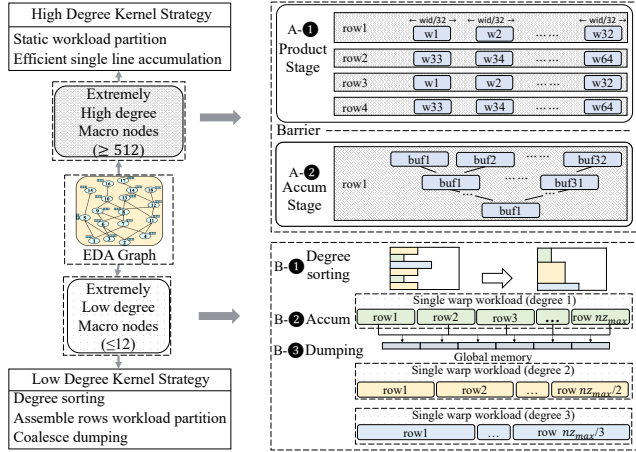 High Degree Kernel Strategy
Static workload partition
Efficient single line accumulation
Extremely
High degree
Macro nodes
(≥ 512)
EDA Graph
Extremely
Low degree
Macro nodes
(≤12)
Low Degree Kernel Strategy
Degree sorting
Assemble rows workload partition
Coalesce dumping
A-❶
Product
Stage
← wid/32 → ← wid/32 → ← wid/32 →
row1 w1 w2 …… w32
row2 w33 w34 …… w64
row3 w1 w2 …… w32
row4 w33 w34 …… w64
Barrier
A-❷
Accum
Stage
row1
buf1 buf2 …… buf32
buf1 …… buf31
… …
buf1
B-❶ Degree
sorting
Single warp workload (degree 1)
B-❷ Accum
row1 row2 row3 … row nz_max
B-❸ Dumping
Global memory
Single warp workload (degree 2)
row1 row2 … row nz_max/2
Single warp workload (degree 3)
row1 … row nz_max/3